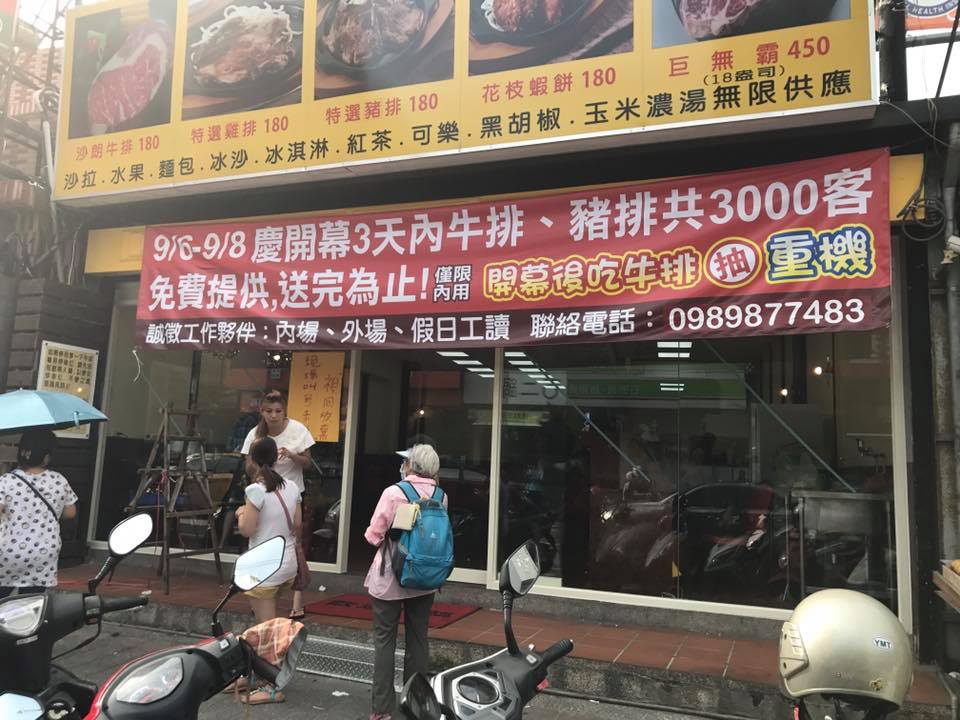 沙朗牛排 180
特選雞排 180
特選豬排 180
花枝蝦餅 180
巨無霸 450
(18盎司)
沙拉.水果.麵包.冰沙.冰淇淋.紅茶.可樂.黑胡椒.玉米濃湯無限供應
9/6-9/8 慶開幕3天內牛排、豬排共3000客
免費提供,送完為止!僅限內用 開幕後吃牛排 抽 重機
誠徵工作夥伴：內場、外場、假日工讀 聯絡電話：0989877483
YMT